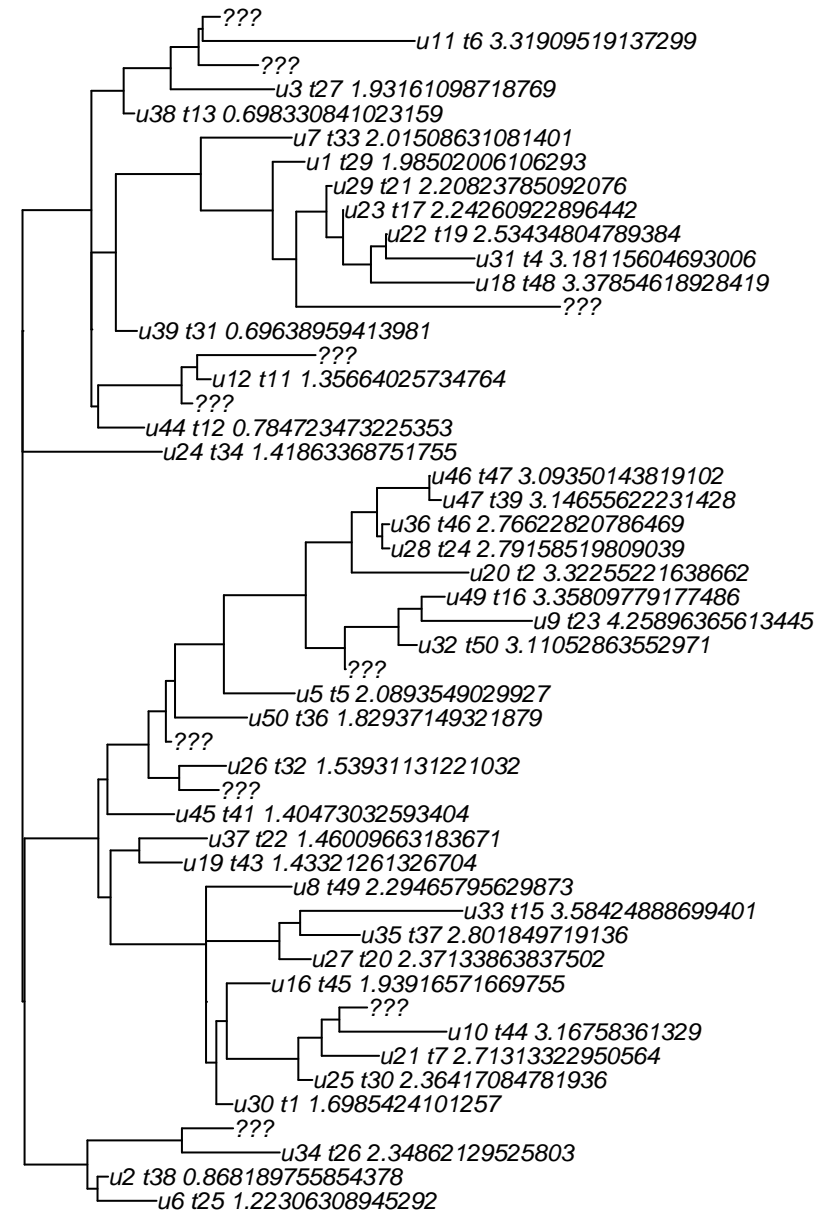 ???
u11 t6 3.31909519137299
???
u3 t27 1.93161098718769
u38 t13 0.698330841023159
u7 t33 2.01508631081401
u1 t29 1.98502006106293
u29 t21 2.20823785092076
u23 t17 2.24260922896442
u22 t19 2.53434804789384
u31 t4 3.18115604693006
u18 t48 3.37854618928419
???
u39 t31 0.69638959413981
???
u12 t11 1.35664025734764
???
u44 t12 0.784723473225353
u24 t34 1.41863368751755
u46 t47 3.09350143819102
u47 t39 3.14655622231428
u36 t46 2.76622820786469
u28 t24 2.79158519809039
u20 t2 3.32255221638662
u49 t16 3.35809779177486
u9 t23 4.25896365613445
u32 t50 3.11052863552971
???
u5 t5 2.0893549029927
u50 t36 1.82937149321879
???
u26 t32 1.53931131221032
???
u45 t41 1.40473032593404
u37 t22 1.46009663183671
u19 t43 1.43321261326704
u8 t49 2.29465795629873
u33 t15 3.58424888699401
u35 t37 2.801849719136
u27 t20 2.37133863837502
u16 t45 1.93916571669755
???
u10 t44 3.16758361329
u21 t7 2.71313322950564
u25 t30 2.36417084781936
u30 t1 1.6985424101257
???
u34 t26 2.34862129525803
u2 t38 0.868189755854378
u6 t25 1.22306308945292